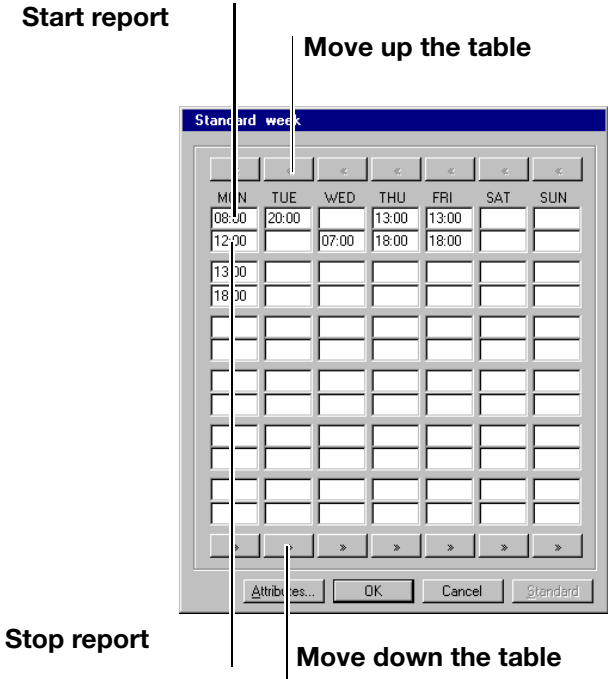 Start report
Move up the table
Standard week
« « « « « «
MON TUE WED THU FRI SAT SUN
08:00 20:00 13:00 13:00
12:00 07:00 18:00 18:00
13:00
18:00
» » » » » » »
Attributes... OK Cancel Standard
Stop report
Move down the table